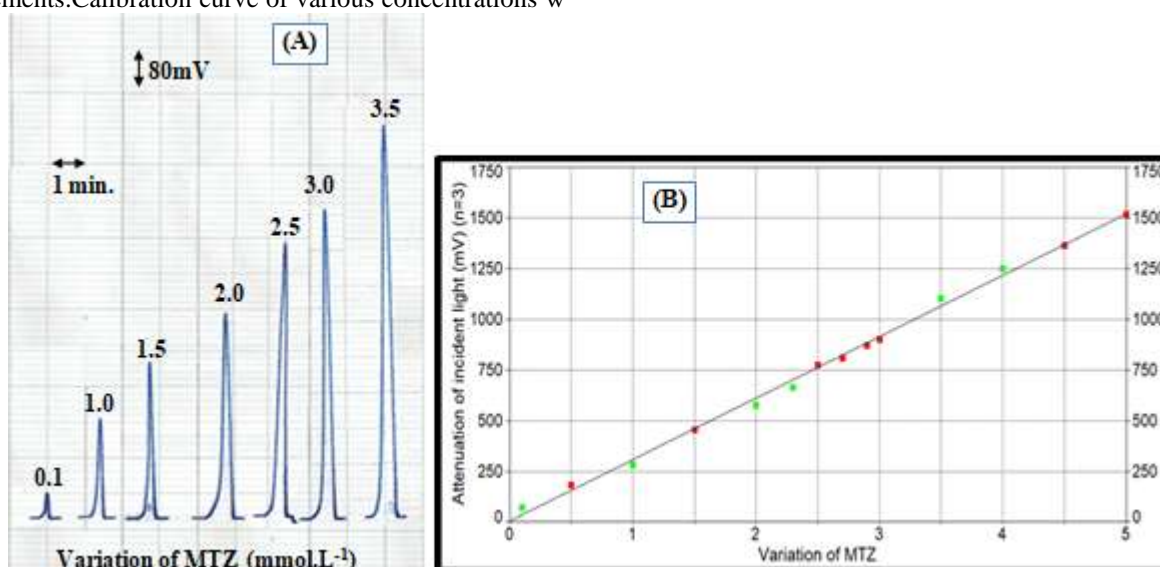 ements.Calibration curve of various concentrations w
(A)
80mV
3.5
1 min.
3.0
2.5
2.0
1.5
1.0
0.1
Variation of MTZ (mmol.L-1)
(B)
Attenuation of incident light (mV) (n=3)
1750
1500
1250
1000
750
500
250
0
1750
1500
1250
1000
750
500
250
0
0 1 2 3 4 5
Variation of MTZ